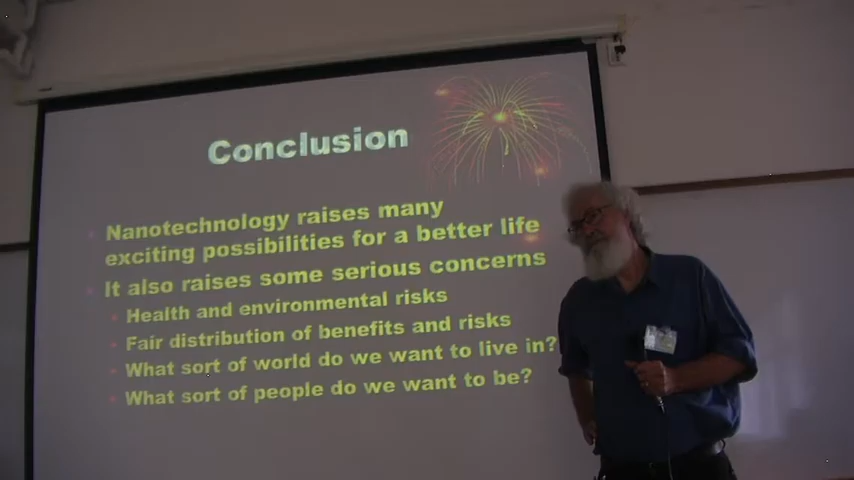 Conclusion
Nanotechnology raises many
exciting possibilities for a better life
It also raises some serious concerns
Health and environmental risks
Fair distribution of benefits and risks
What sort of world do we want to live in?
What sort of people do we want to be?